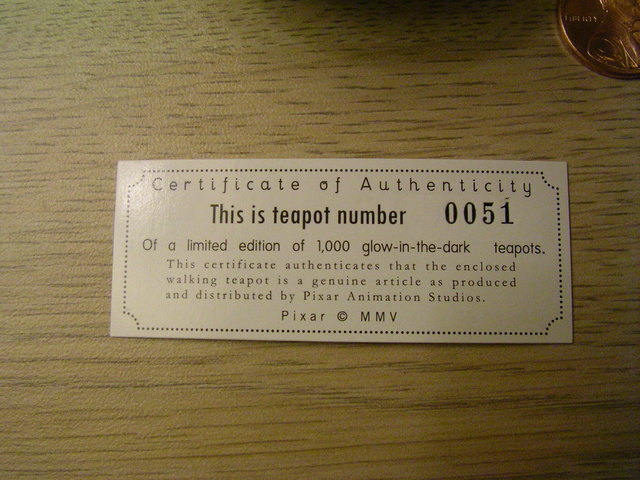 LIBERTY
Certificate of Authenticity
This is teapot number 0051
Of a limited edition of 1,000 glow-in-the-dark teapots.
This certificate authenticates that the enclosed
walking teapot is a genuine article as produced
and distributed by Pixar Animation Studios.
Pixar © MMV